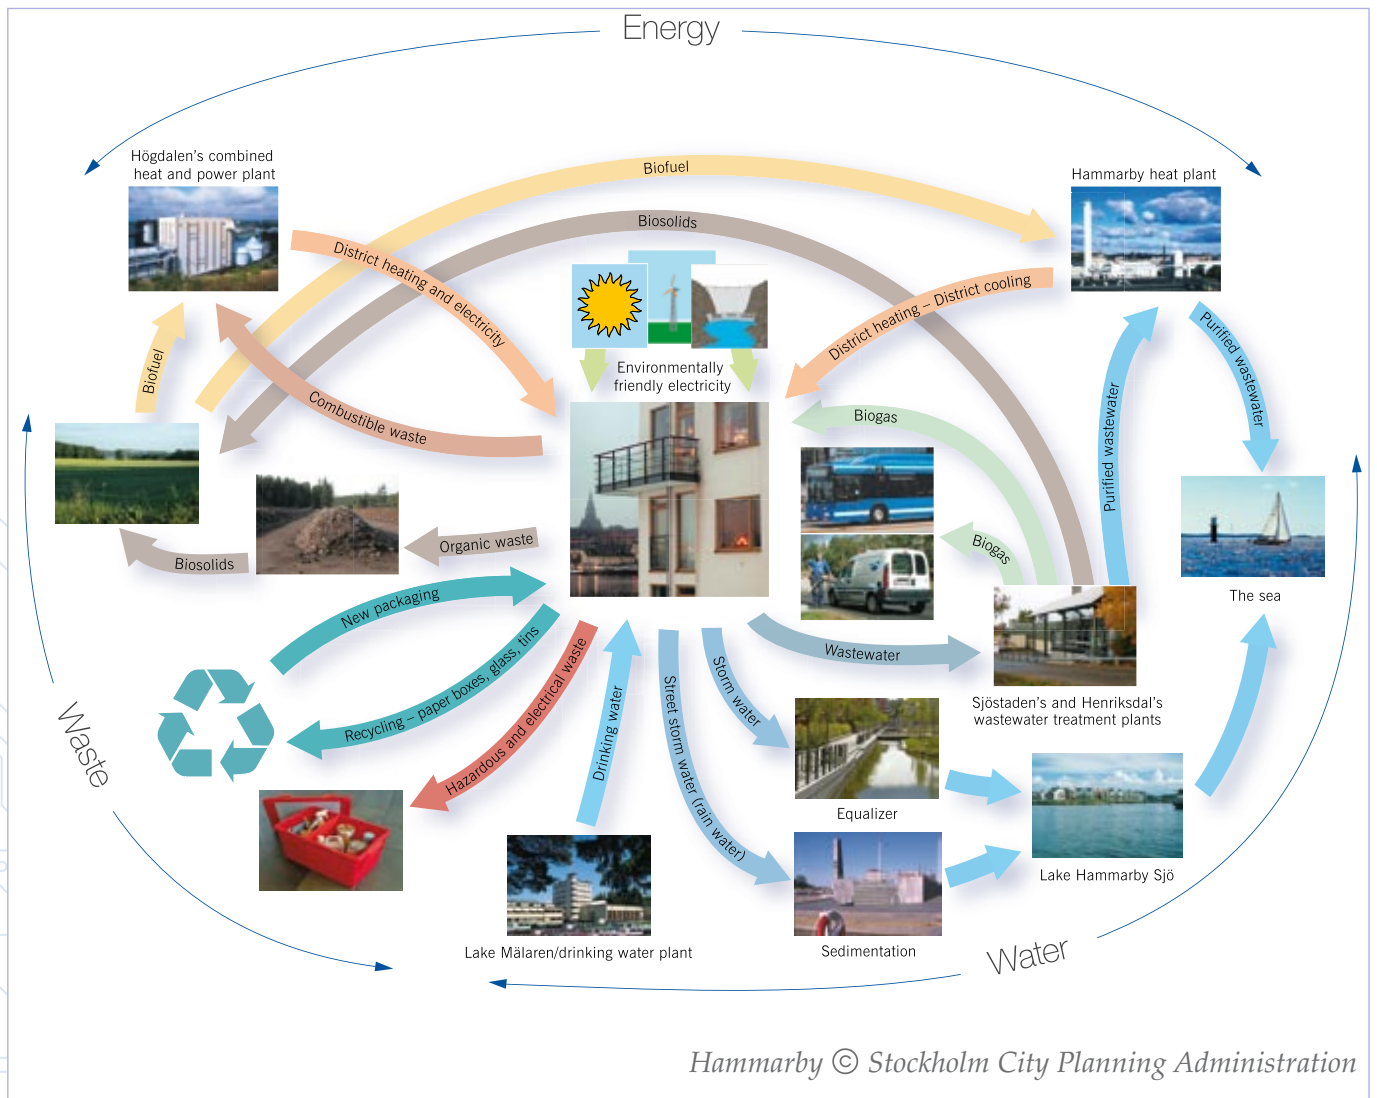 Energy
Högdalen's combined
heat and power plant
Biofuel
Hammarby heat plant
Biosolids
District heating and electricity
District heating – District cooling
Purified wastewater
Environmentally
friendly electricity
Biofuel
Combustible waste
Biogas
Purified wastewater
Organic waste
Biosolids
Biogas
The sea
New packaging
Recycling – paper boxes, glass, tins
Hazardous and electrical waste
Drinking water
Street storm water (rain water)
Storm water
Wastewater
Sjöstaden's and Henriksdal's
wastewater treatment plants
Waste
Equalizer
Lake Hammarby Sjö
Lake Mälaren/drinking water plant
Sedimentation
Water
Hammarby © Stockholm City Planning Administration